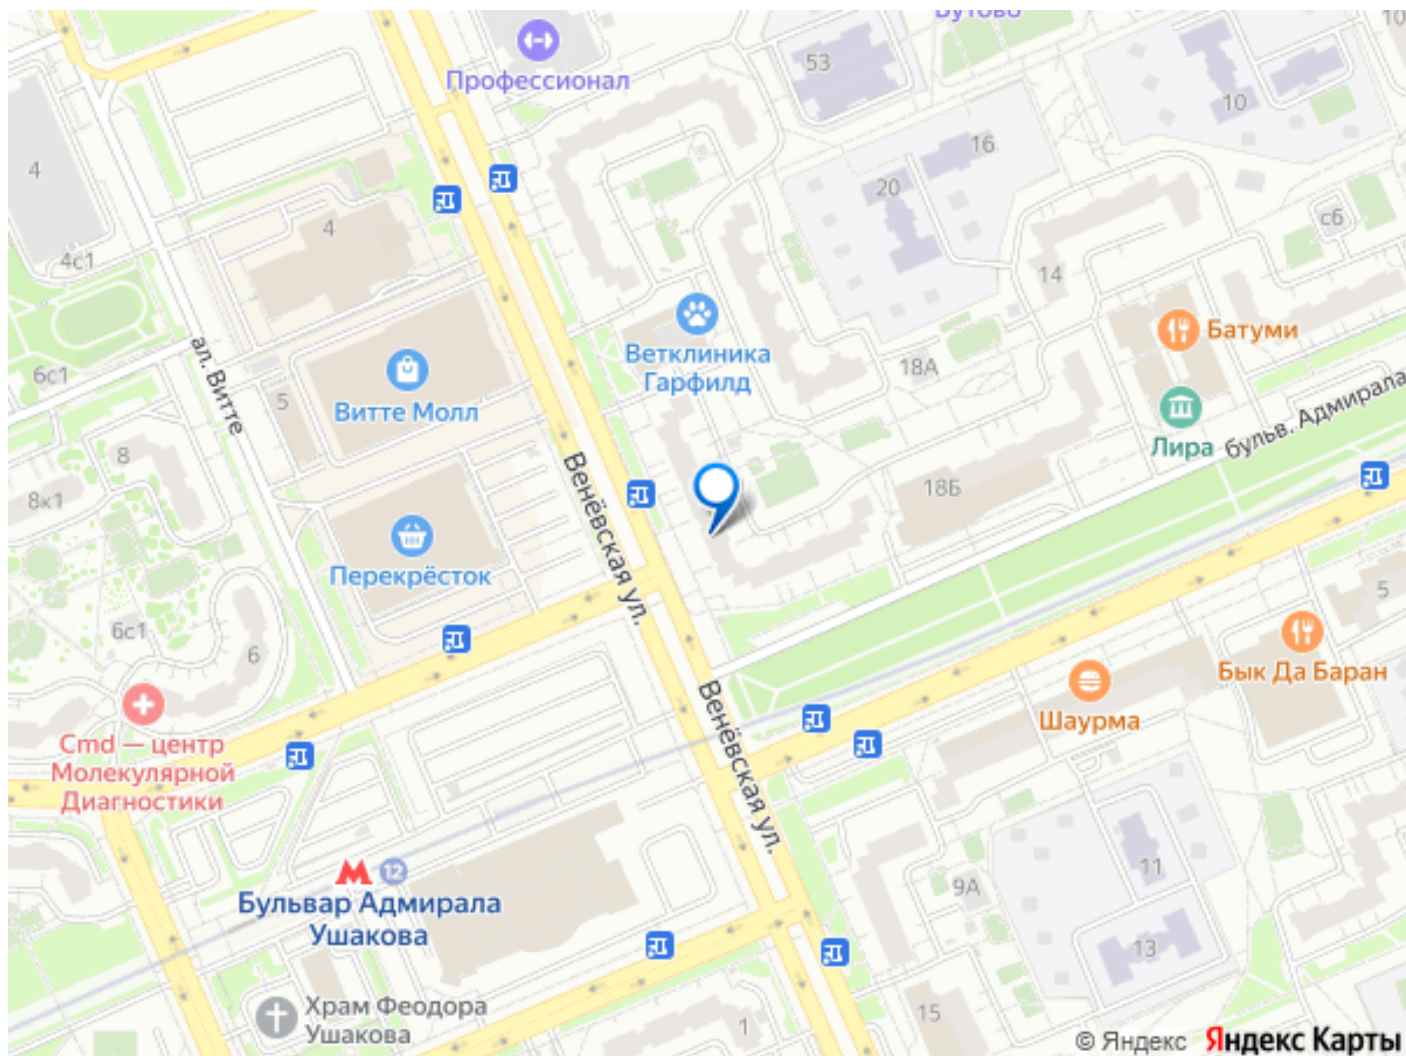 Бутово
Профессионал
53
10
10
16
20
4
4
4с1
с6
14
Батуми
Ветклиника
Гарфилд
18А
6с1
ал. Витте
5
Витте Молл
Лира
бульв. Адмирала
8
8к1
18Б
Венёвская ул.
Перекрёсток
6с1
6
5
Бык Да Баран
Шаурма
Cmd — центр
Молекулярной
Диагностики
Венёвская ул.
12
Бульвар Адмирала
Ушакова
9А
11
13
15
1
Храм Феодора
Ушакова
© Яндекс Яндекс Карты